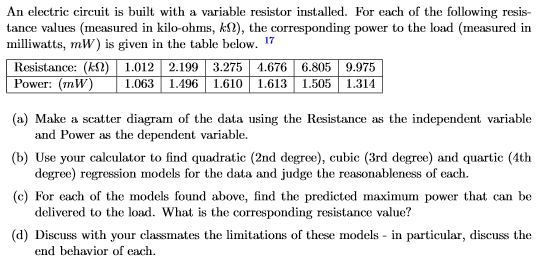 An electric circuit is built with a variable resistor installed. For each of the following resis-
tance values (measured in kilo-ohms, kΩ), the corresponding power to the load (measured in
milliwatts, mW) is given in the table below. 17
Resistance: (kΩ) 1.012 2.199 3.275 4.676 6.805 9.975
Power: (mW) 1.063 1.496 1.610 1.613 1.505 1.314
(a) Make a scatter diagram of the data using the Resistance as the independent variable
and Power as the dependent variable.
(b) Use your calculator to find quadratic (2nd degree), cubic (3rd degree) and quartic (4th
degree) regression models for the data and judge the reasonableness of each.
(c) For each of the models found above, find the predicted maximum power that can be
delivered to the load. What is the corresponding resistance value?
(d) Discuss with your classmates the limitations of these models - in particular, discuss the
end behavior of each.